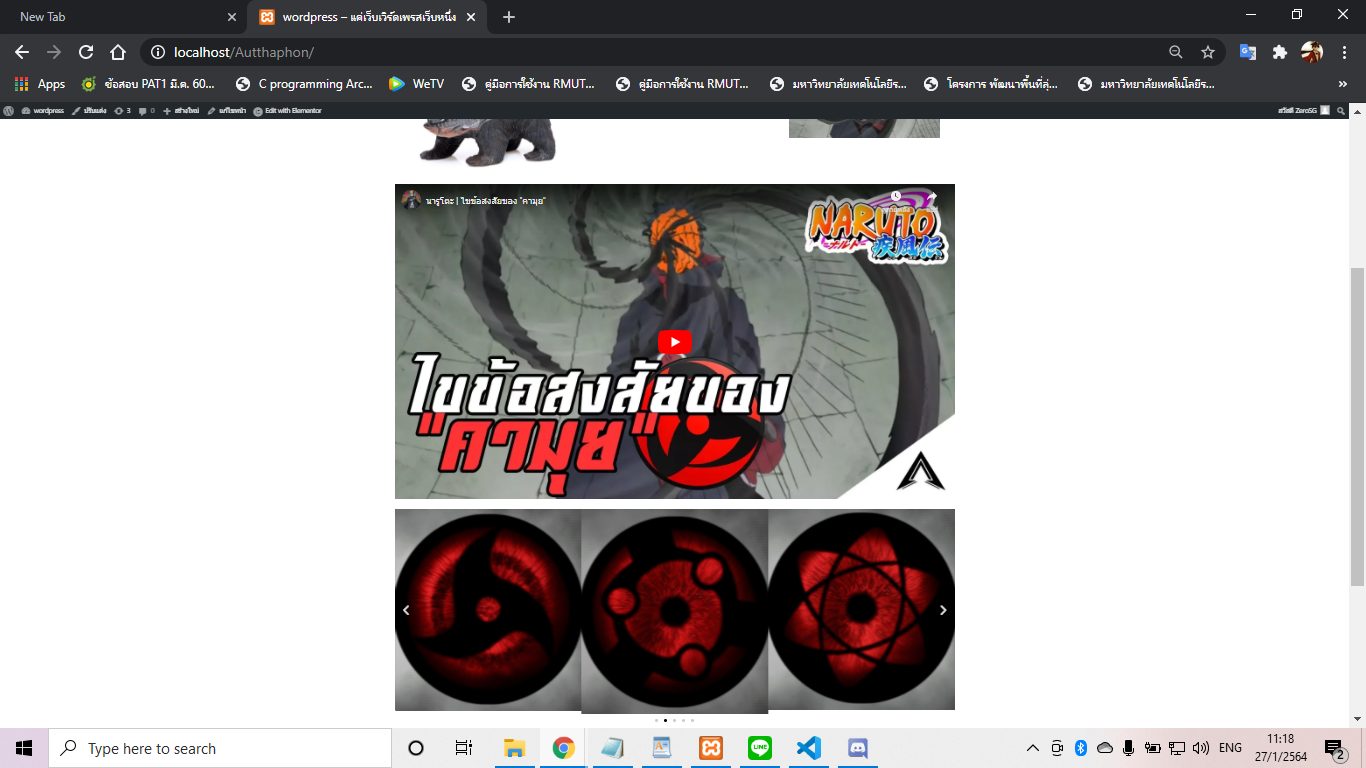 New Tab
wordpress – แค่เว็บเวิร์ดเพรสเว็บหนึ่ง
localhost/Autthaphon/
Apps
ข้อสอบ PAT1 มี.ค. 60...
C programming Arc...
WeTV
คู่มือการใช้งาน RMUT...
คู่มือการใช้งาน RMUT...
มหาวิทยาลัยเทคโนโลยีร...
โครงการ พัฒนาพื้นที่ลุ่...
มหาวิทยาลัยเทคโนโลยีร...
wordpress
ปรับแต่ง
3
0
สร้างใหม่
แก้ไขหน้า
Edit with Elementor
สวัสดี ZeroSG
นารูโตะ | ไขข้อสงสัยของ "คามุย"
NARUTO
ナルト
疾風伝
ไขข้อสงสัยของ
"คามุย"
Type here to search
ENG
11:18
27/1/2564
2
LINE